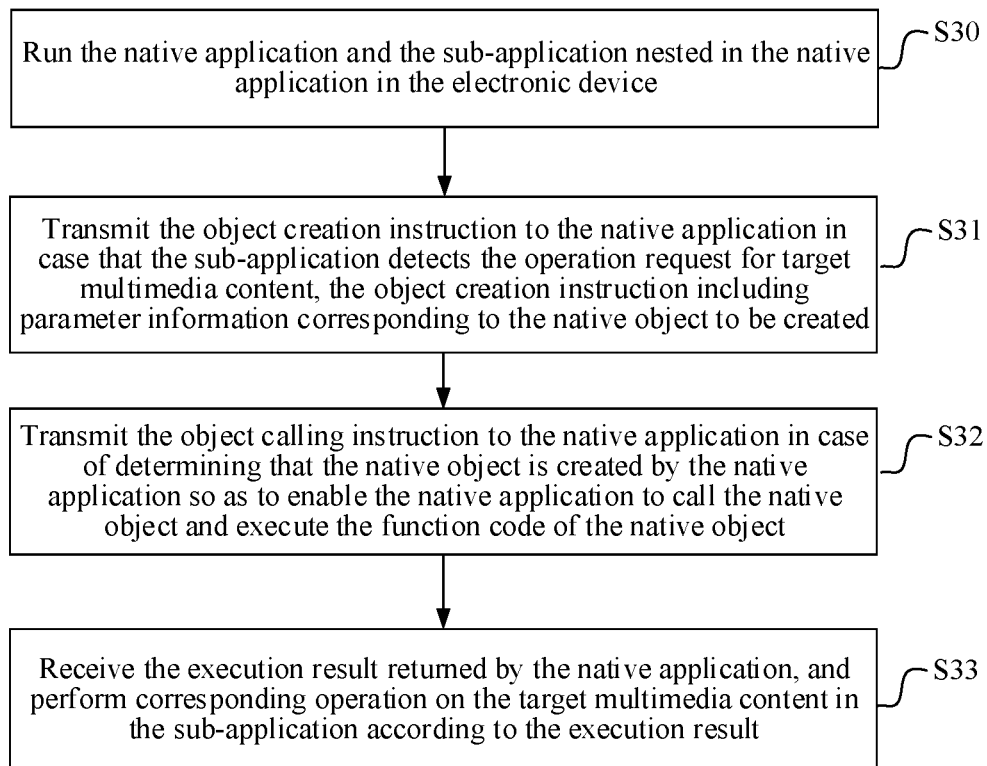 Run the native application and the sub-application nested in the native
application in the electronic device
S30
Transmit the object creation instruction to the native application in
case that the sub-application detects the operation request for target
multimedia content, the object creation instruction including
parameter information corresponding to the native object to be created
S31
Transmit the object calling instruction to the native application in case
of determining that the native object is created by the native
application so as to enable the native application to call the native
object and execute the function code of the native object
S32
Receive the execution result returned by the native application, and
perform corresponding operation on the target multimedia content in
the sub-application according to the execution result
S33